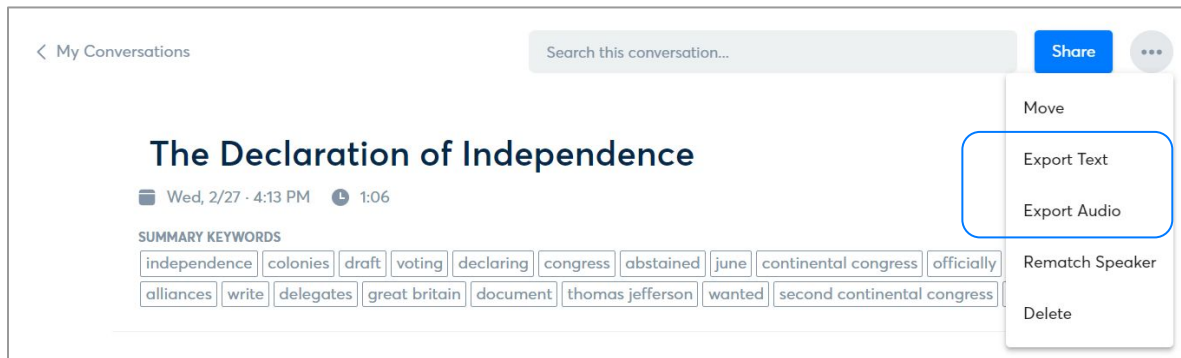 My Conversations
Search this conversation...
Share
Move
The Declaration of Independence
Export Text
Wed, 2/27 · 4:13 PM 1:06
Export Audio
SUMMARY KEYWORDS
independence colonies draft voting declaring congress abstained june continental congress officially
Rematch Speaker
alliances write delegates great britain document thomas jefferson wanted second continental congress
Delete